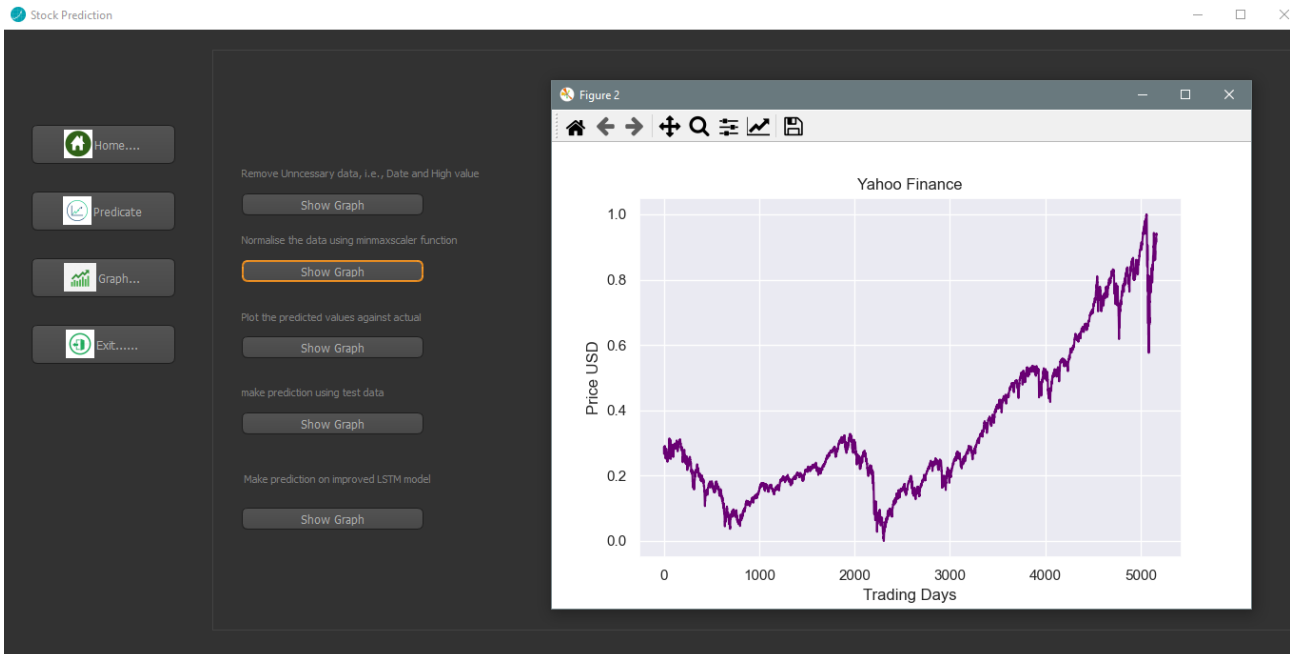 Stock Prediction
Home....
Predicate
Graph...
Exit......
Remove Unncessary data, i.e., Date and High value
Show Graph
Normalise the data using minmaxscaler function
Show Graph
Plot the predicted values against actual
Show Graph
make prediction using test data
Show Graph
Make prediction on improved LSTM model
Show Graph
Figure 2
Yahoo Finance
Price USD
1.0
0.8
0.6
0.4
0.2
0.0
0 1000 2000 3000 4000 5000
Trading Days